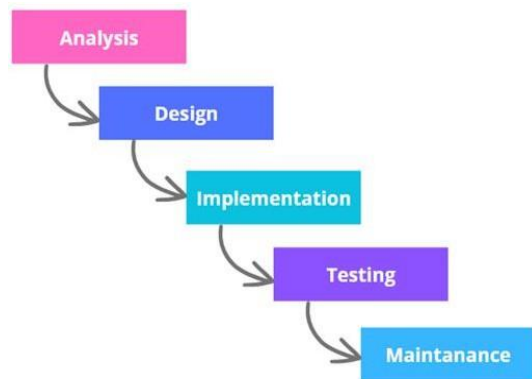 Analysis
Design
Implementation
Testing
Maintanance